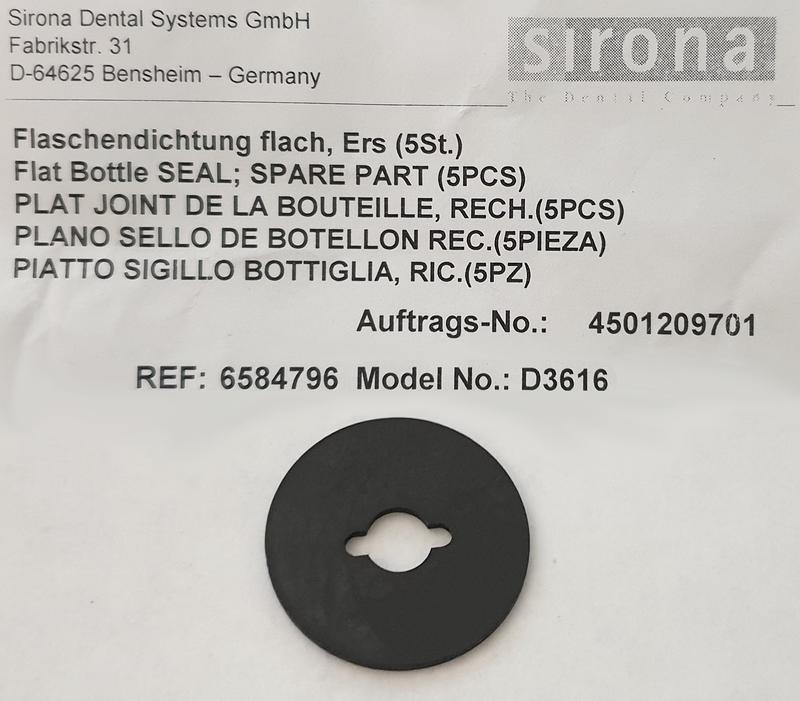 Sirona Dental Systems GmbH
Fabrikstr. 31
D-64625 Bensheim – Germany
sirona
The Dental Company
Flaschendichtung flach, Ers (5St.)
Flat Bottle SEAL; SPARE PART (5PCS)
PLAT JOINT DE LA BOUTEILLE, RECH.(5PCS)
PLANO SELLO DE BOTELLON REC.(5PIEZA)
PIATTO SIGILLO BOTTIGLIA, RIC.(5PZ)
Auftrags-No.: 4501209701
REF: 6584796 Model No.: D3616